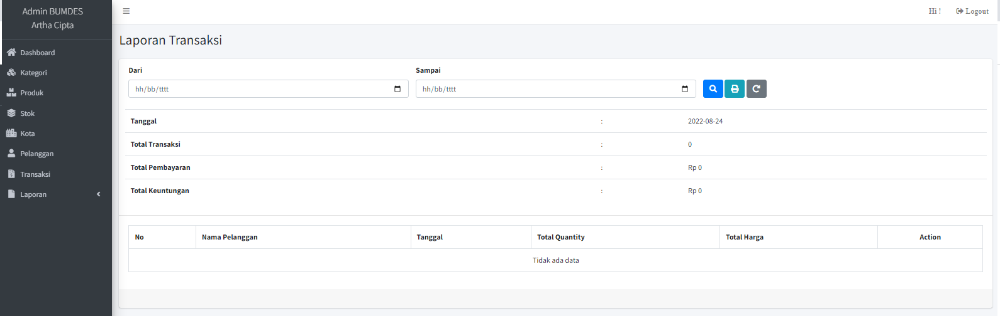 Admin BUMDES
Artha Cipta
Hi !
Logout
Dashboard
Kategori
Produk
Stok
Kota
Pelanggan
Transaksi
Laporan
Laporan Transaksi
Dari Sampai
hh/bb/tttt hh/bb/tttt
Tanggal : 2022-08-24
Total Transaksi : 0
Total Pembayaran : Rp 0
Total Keuntungan : Rp 0
No Nama Pelanggan Tanggal Total Quantity Total Harga Action
Tidak ada data